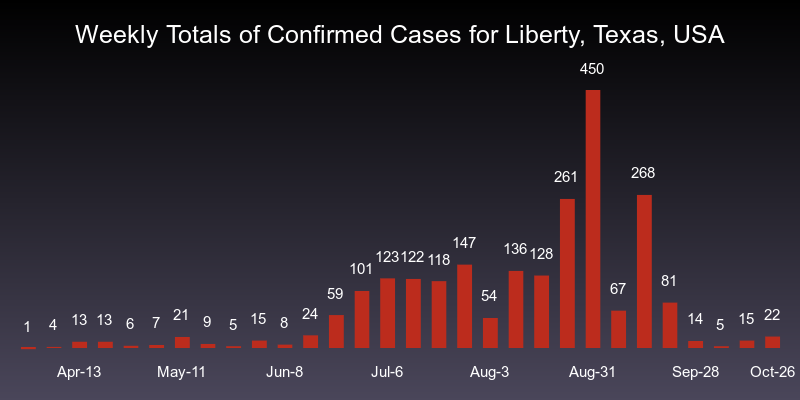 Weekly Totals of Confirmed Cases for Liberty, Texas, USA
1 4 13 13 6 7 21 9 5 15 8 24 59 101 123 122 118 147 54 136 128 261 450 67 268 81 14 5 15 22
Apr-13 May-11 Jun-8 Jul-6 Aug-3 Aug-31 Sep-28 Oct-26